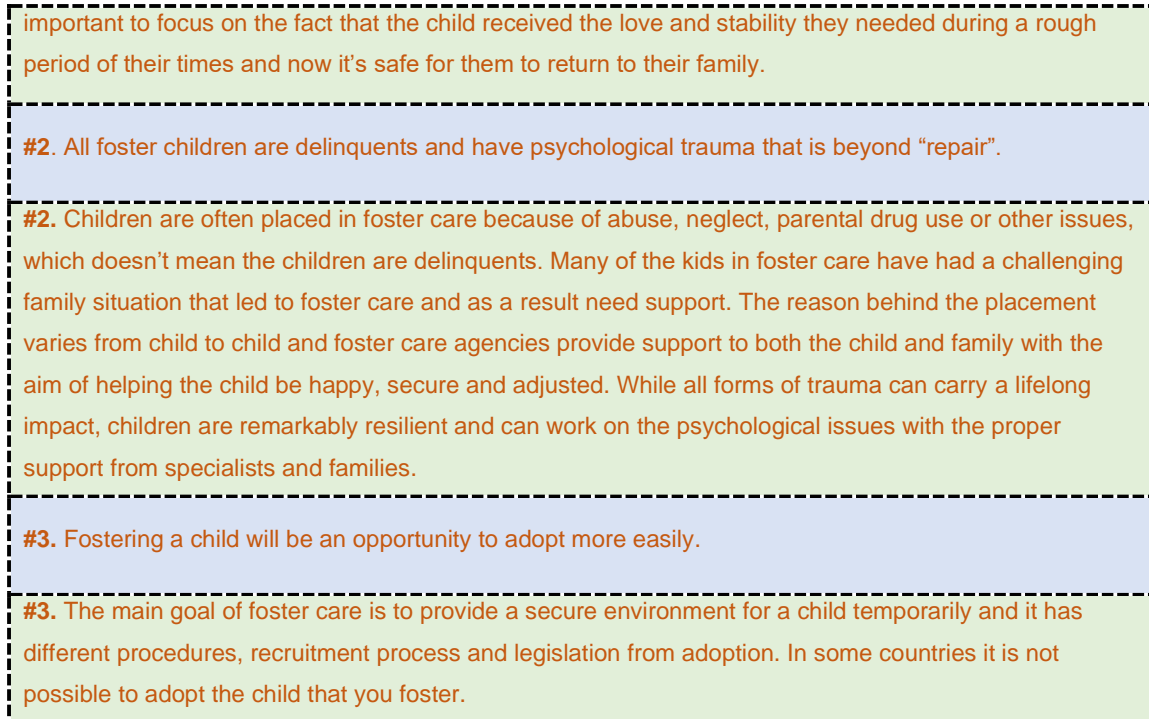 important to focus on the fact that the child received the love and stability they needed during a rough
period of their times and now it’s safe for them to return to their family.
#2. All foster children are delinquents and have psychological trauma that is beyond “repair”.
#2. Children are often placed in foster care because of abuse, neglect, parental drug use or other issues,
which doesn’t mean the children are delinquents. Many of the kids in foster care have had a challenging
family situation that led to foster care and as a result need support. The reason behind the placement
varies from child to child and foster care agencies provide support to both the child and family with the
aim of helping the child be happy, secure and adjusted. While all forms of trauma can carry a lifelong
impact, children are remarkably resilient and can work on the psychological issues with the proper
support from specialists and families.
#3. Fostering a child will be an opportunity to adopt more easily.
#3. The main goal of foster care is to provide a secure environment for a child temporarily and it has
different procedures, recruitment process and legislation from adoption. In some countries it is not
possible to adopt the child that you foster.